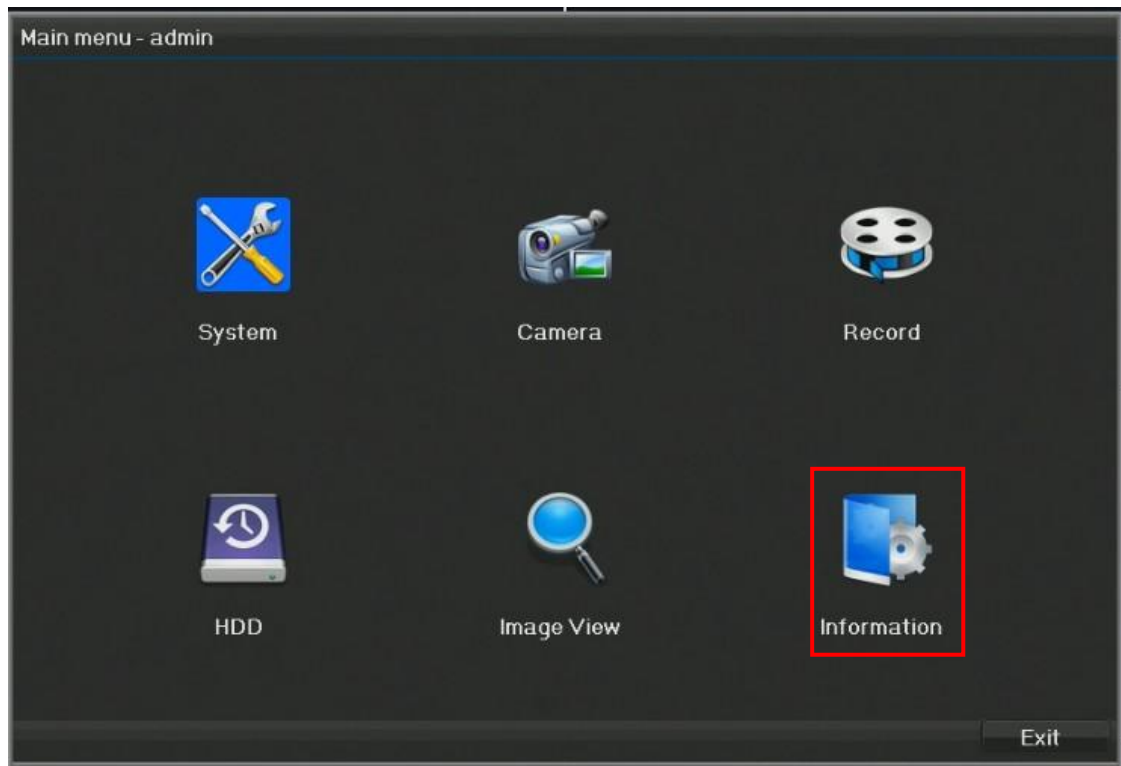 Main menu - admin
System
Camera
Record
HDD
Image View
Information
Exit